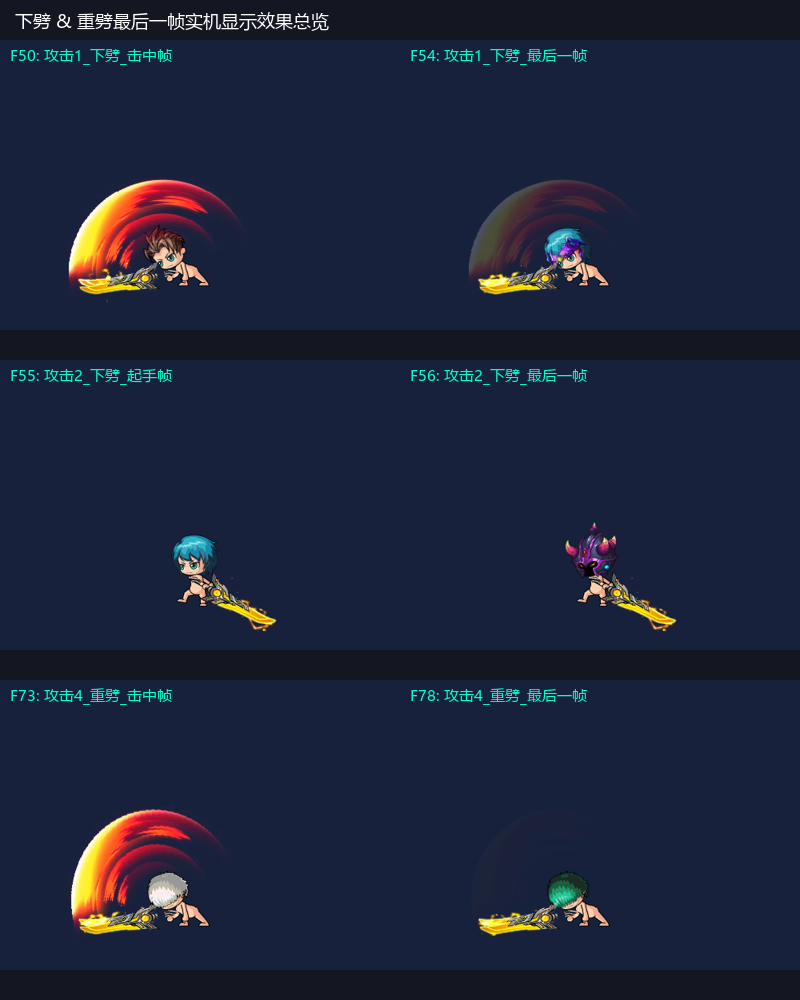 下劈 & 重劈最后一帧实机显示效果总览
F50: 攻击1_下劈_击中帧
F54: 攻击1_下劈_最后一帧
F55: 攻击2_下劈_起手帧
F56: 攻击2_下劈_最后一帧
F73: 攻击4_重劈_击中帧
F78: 攻击4_重劈_最后一帧